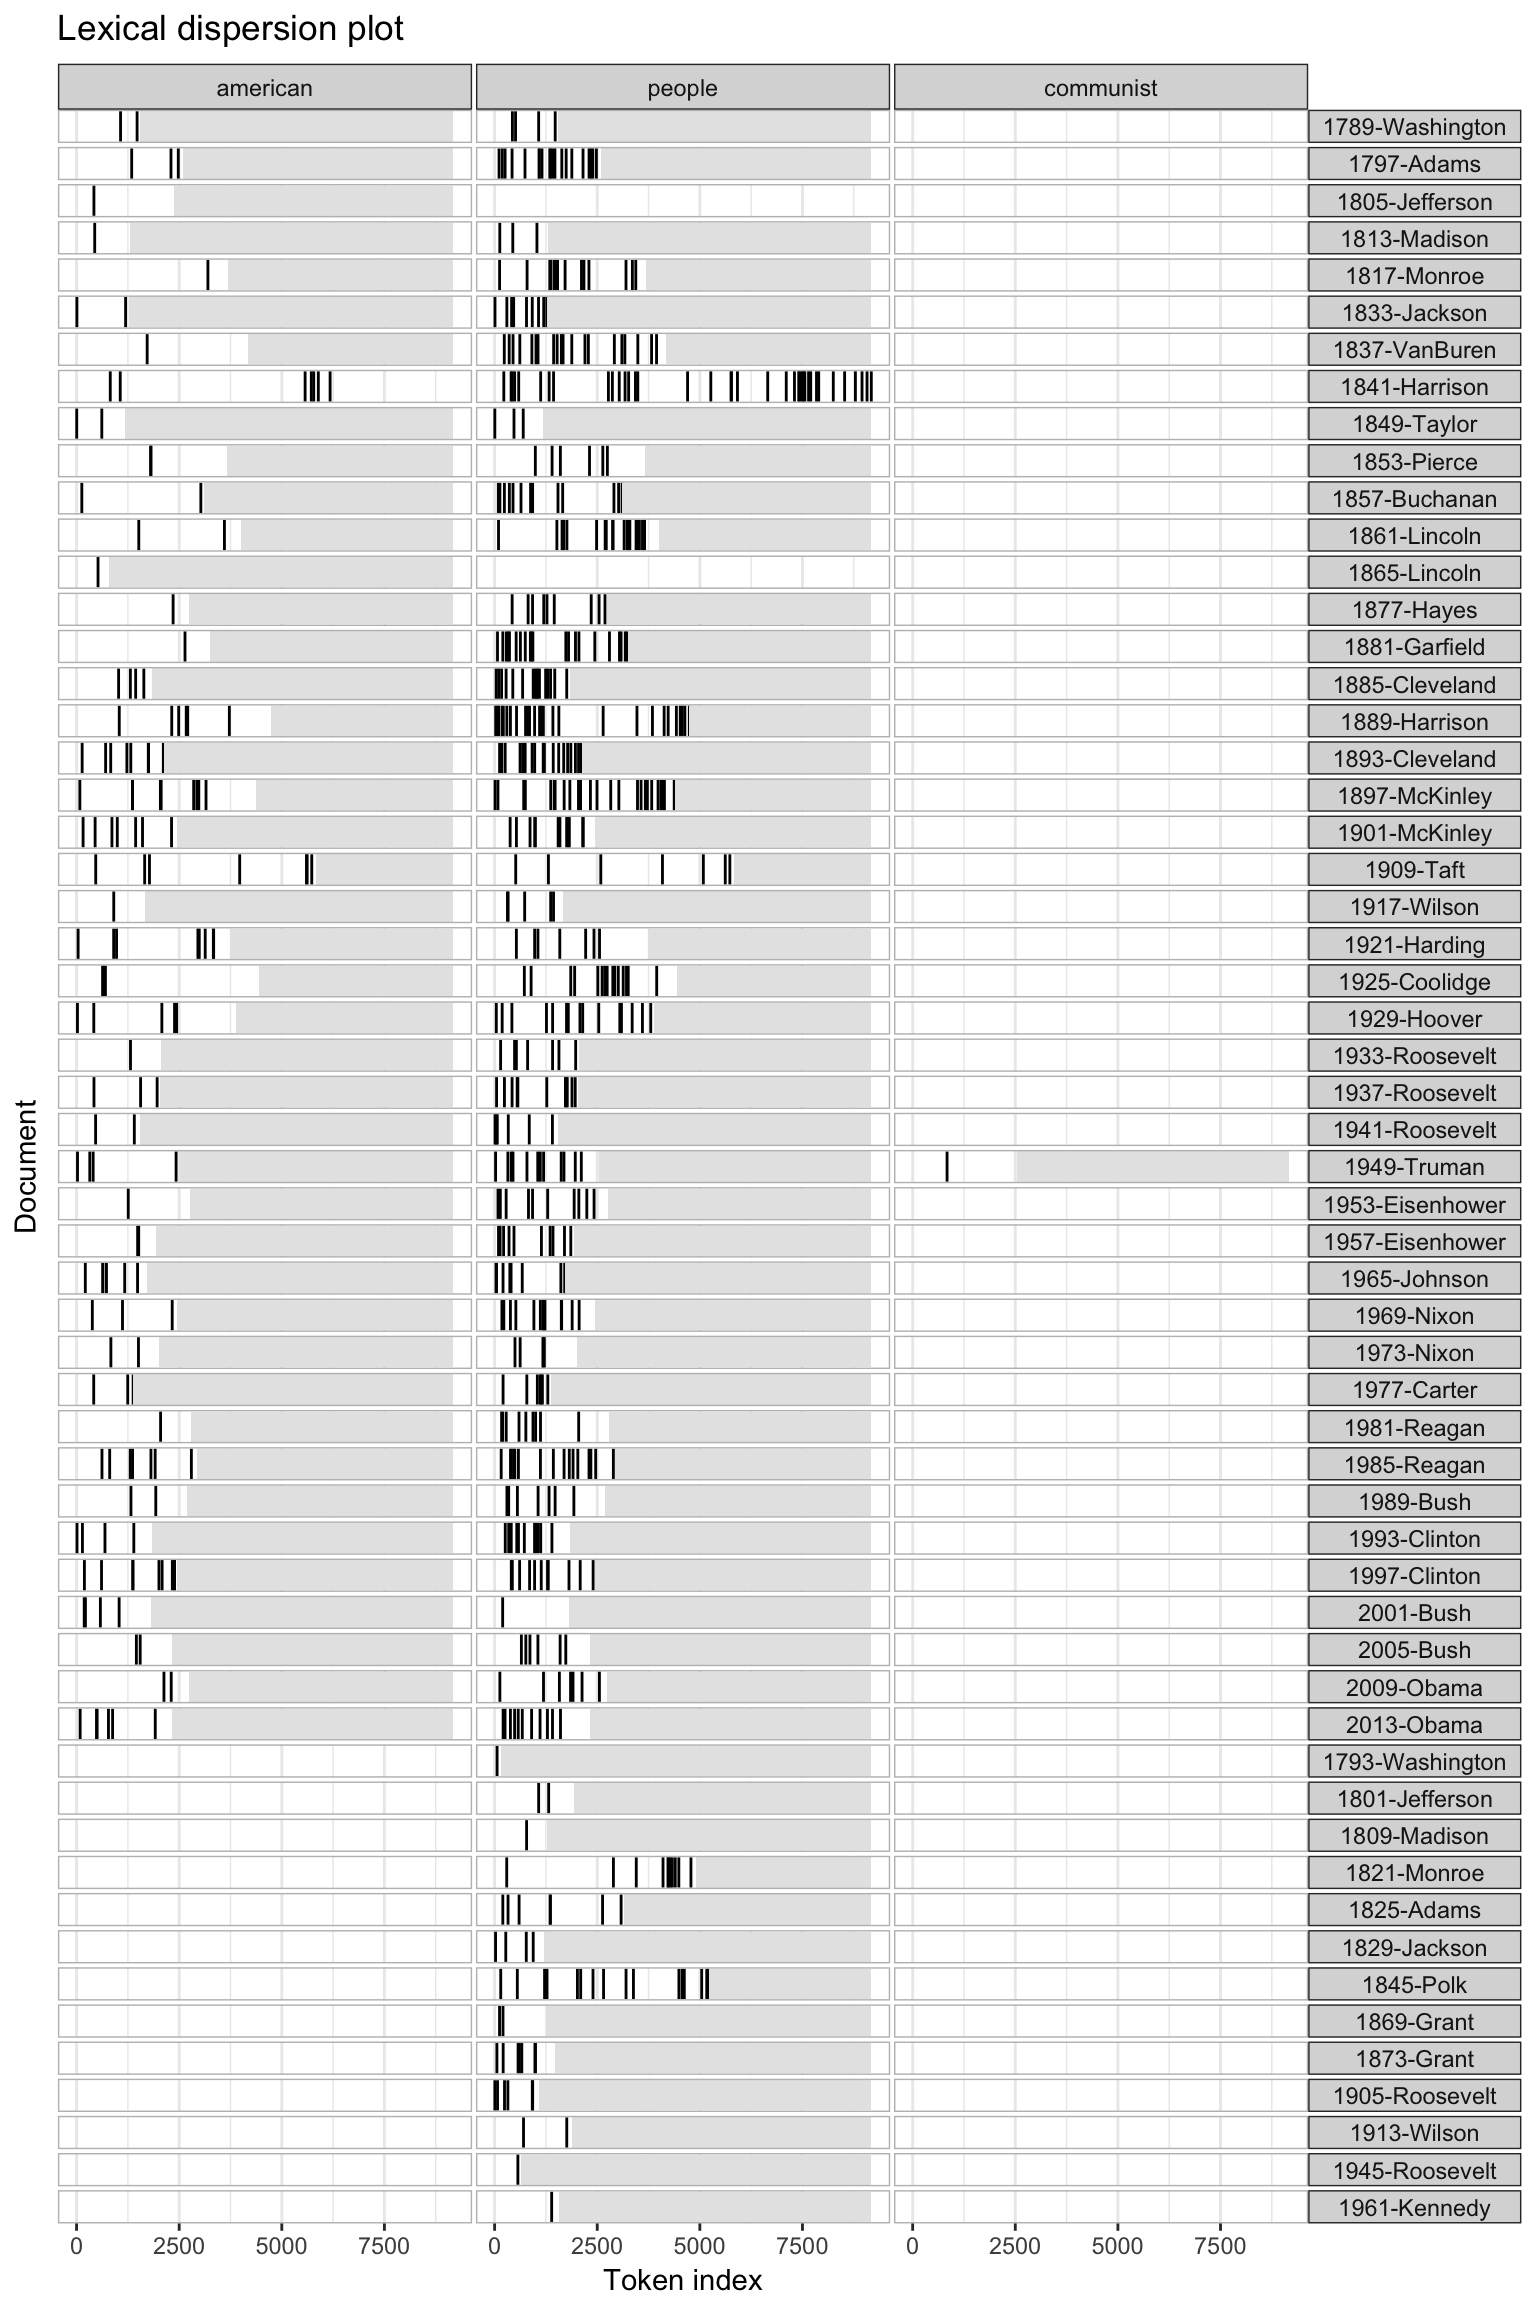 Lexical dispersion plot
american people communist
1789-Washington
1797-Adams
1805-Jefferson
1813-Madison
1817-Monroe
1833-Jackson
1837-VanBuren
1841-Harrison
1849-Taylor
1853-Pierce
1857-Buchanan
1861-Lincoln
1865-Lincoln
1877-Hayes
1881-Garfield
1885-Cleveland
1889-Harrison
1893-Cleveland
1897-McKinley
1901-McKinley
1909-Taft
1917-Wilson
1921-Harding
1925-Coolidge
1929-Hoover
1933-Roosevelt
1937-Roosevelt
1941-Roosevelt
1949-Truman
1953-Eisenhower
1957-Eisenhower
1965-Johnson
1969-Nixon
1973-Nixon
1977-Carter
1981-Reagan
1985-Reagan
1989-Bush
1993-Clinton
1997-Clinton
2001-Bush
2005-Bush
2009-Obama
2013-Obama
1793-Washington
1801-Jefferson
1809-Madison
1821-Monroe
1825-Adams
1829-Jackson
1845-Polk
1869-Grant
1873-Grant
1905-Roosevelt
1913-Wilson
1945-Roosevelt
1961-Kennedy
Document
0 2500 5000 7500 0 2500 5000 7500 0 2500 5000 7500
Token index